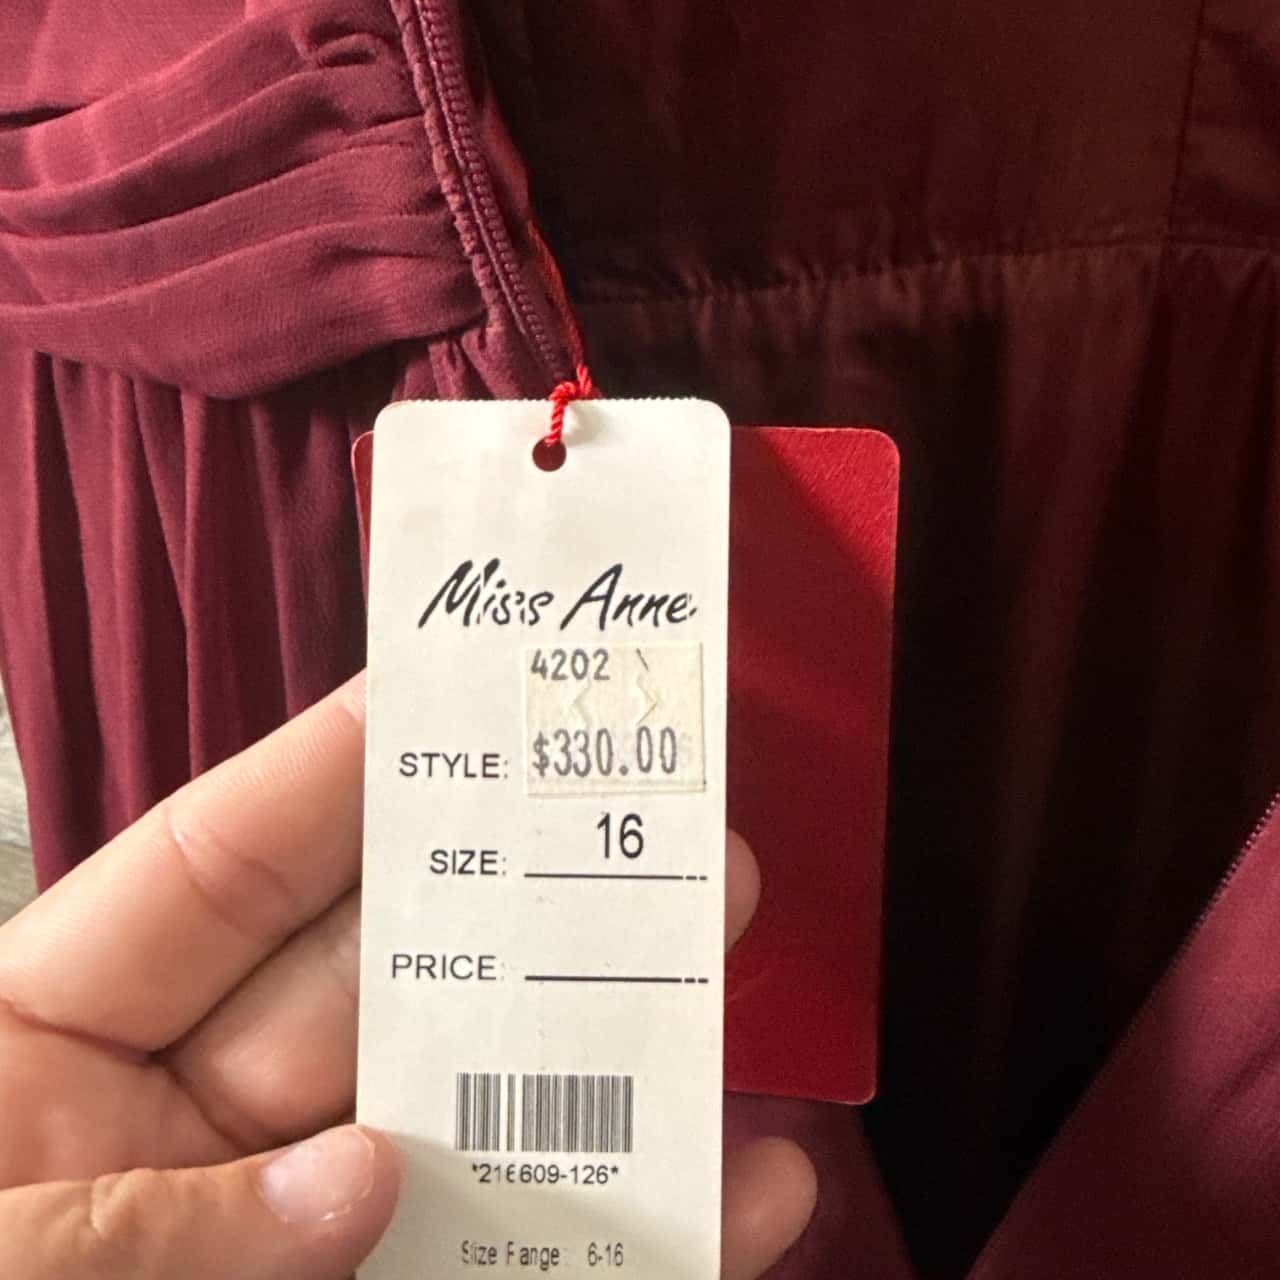 Miss Anne.
4202
STYLE: $330.00
SIZE: 16
PRICE:
*216609-126*
Size Range: 6-16